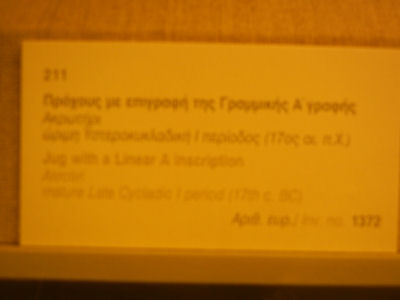 211
Πρόχους με επιγραφή της Γραμμικής Α γραφής
Ακρωτήρι
ώριμη Υστεροκυκλαδική Ι περίοδος (17ος αι. π.Χ.)
Jug with a Linear A inscription
Akrotiri
mature Late Cycladic I period (17th c. BC)
Αριθ. ευρ./ Inv. no. 1372